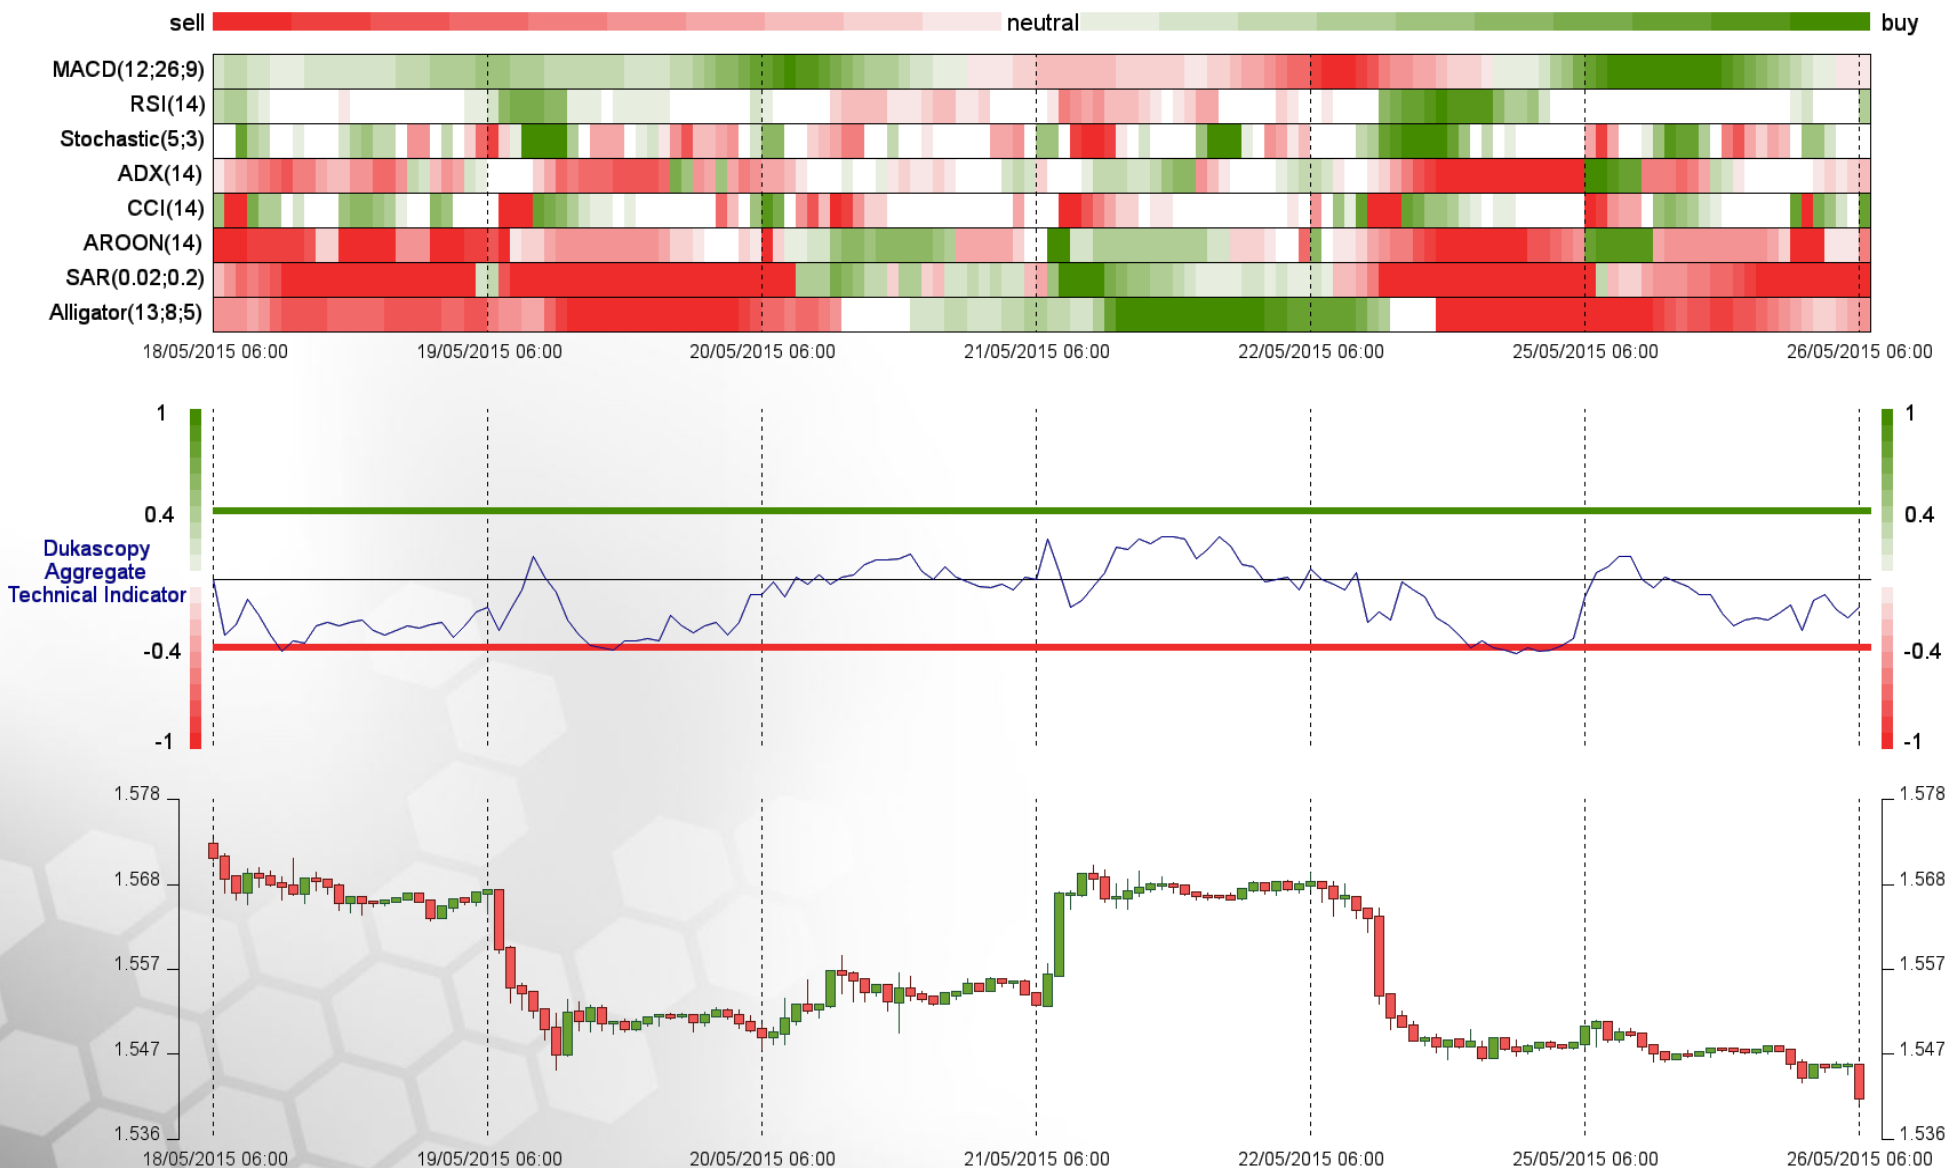 sell neutral buy
MACD(12;26;9)
RSI(14)
Stochastic(5;3)
ADX(14)
CCI(14)
AROON(14)
SAR(0.02;0.2)
Alligator(13;8;5)
18/05/2015 06:00 19/05/2015 06:00 20/05/2015 06:00 21/05/2015 06:00 22/05/2015 06:00 25/05/2015 06:00 26/05/2015 06:00
1 1
0.4 0.4
Dukascopy
Aggregate
Technical Indicator
-0.4 -0.4
-1 -1
1.578 1.578
1.568 1.568
1.557 1.557
1.547 1.547
1.536 1.536
18/05/2015 06:00 19/05/2015 06:00 20/05/2015 06:00 21/05/2015 06:00 22/05/2015 06:00 25/05/2015 06:00 26/05/2015 06:00